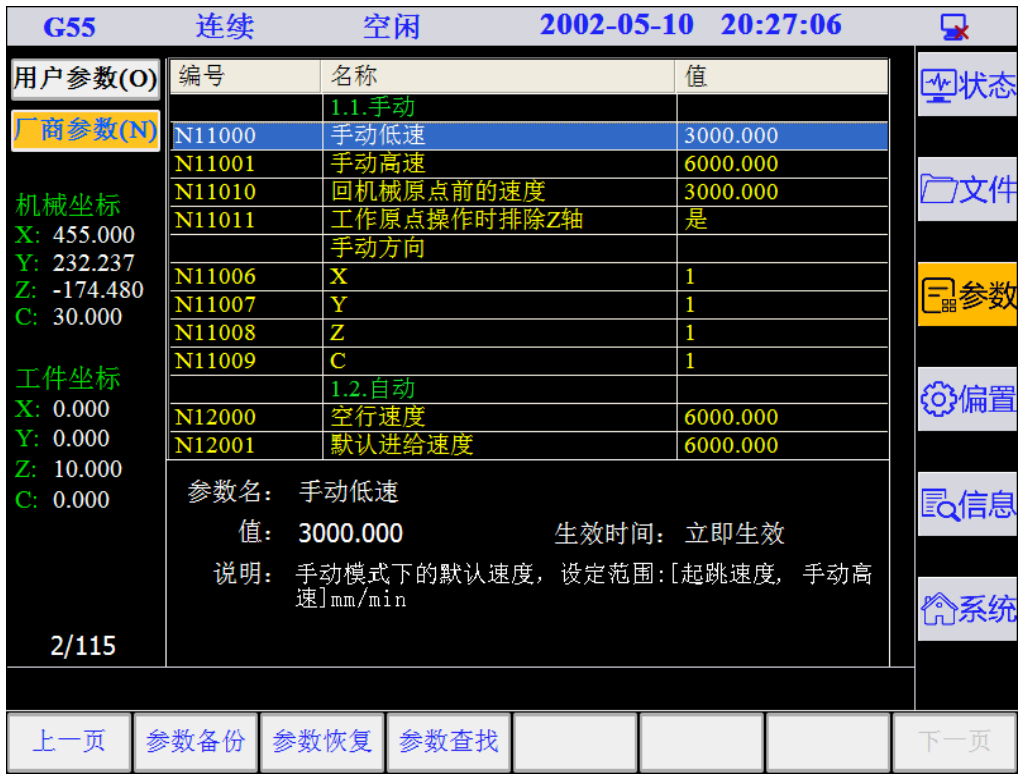 G55 连续 空闲 2002-05-10 20:27:06
用户参数(O)
厂商参数(N)
机械坐标
X: 455.000
Y: 232.237
Z: -174.480
C: 30.000
工件坐标
X: 0.000
Y: 0.000
Z: 10.000
C: 0.000
2/115
编号 名称 值
1.1.手动
N11000 手动低速 3000.000
N11001 手动高速 6000.000
N11010 回机械原点前的速度 3000.000
N11011 工作原点操作时排除Z轴 是
手动方向
N11006 X 1
N11007 Y 1
N11008 Z 1
N11009 C 1
1.2.自动
N12000 空行速度 6000.000
N12001 默认进给速度 6000.000
参数名: 手动低速
值: 3000.000 生效时间: 立即生效
说明: 手动模式下的默认速度, 设定范围:[起跳速度, 手动高
速]mm/min
状态
文件
参数
偏置
信息
系统
上一页 参数备份 参数恢复 参数查找 下一页